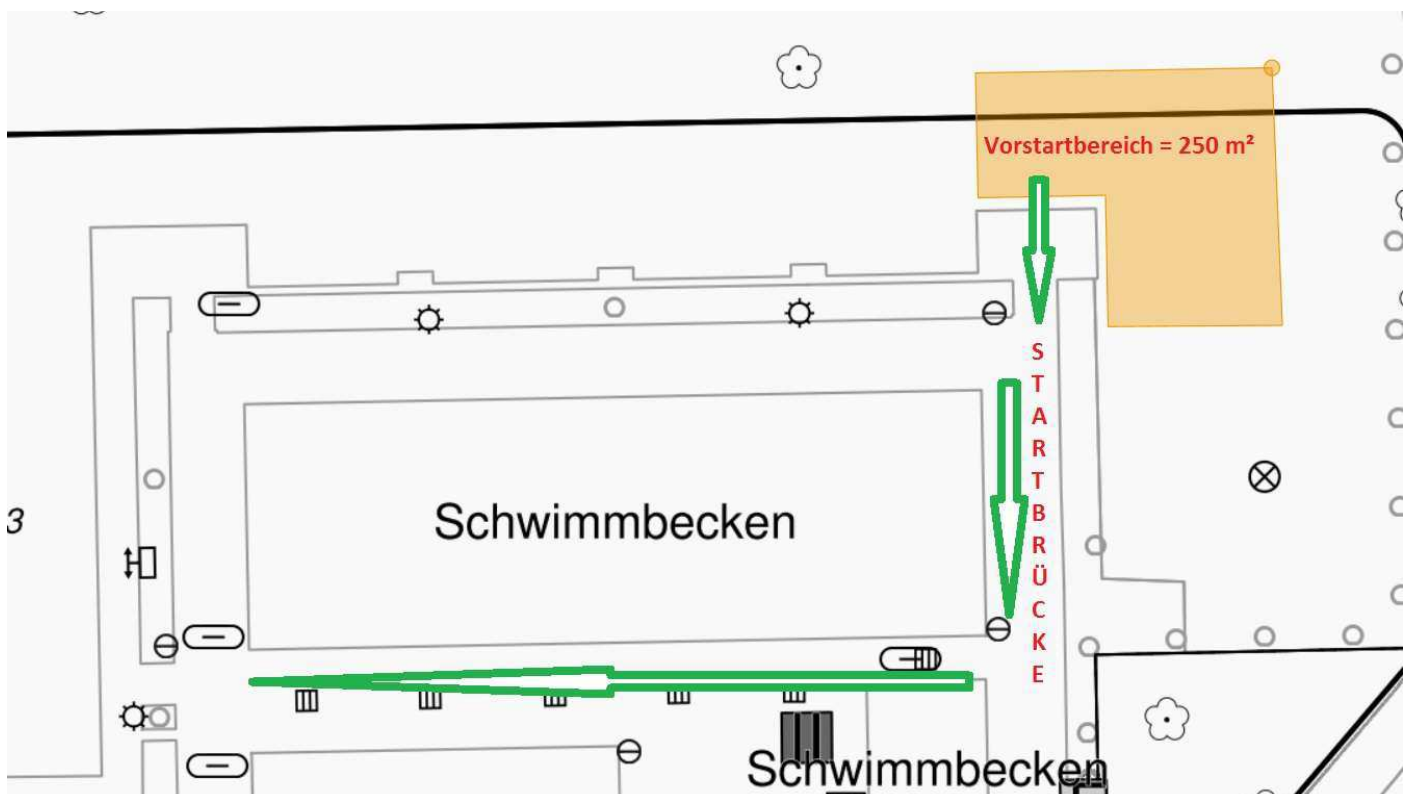 Vorstartbereich = 250 m²
S
T
A
R
T
B
R
Ü
C
K
E
Schwimmbecken
3
Schwimmbecken